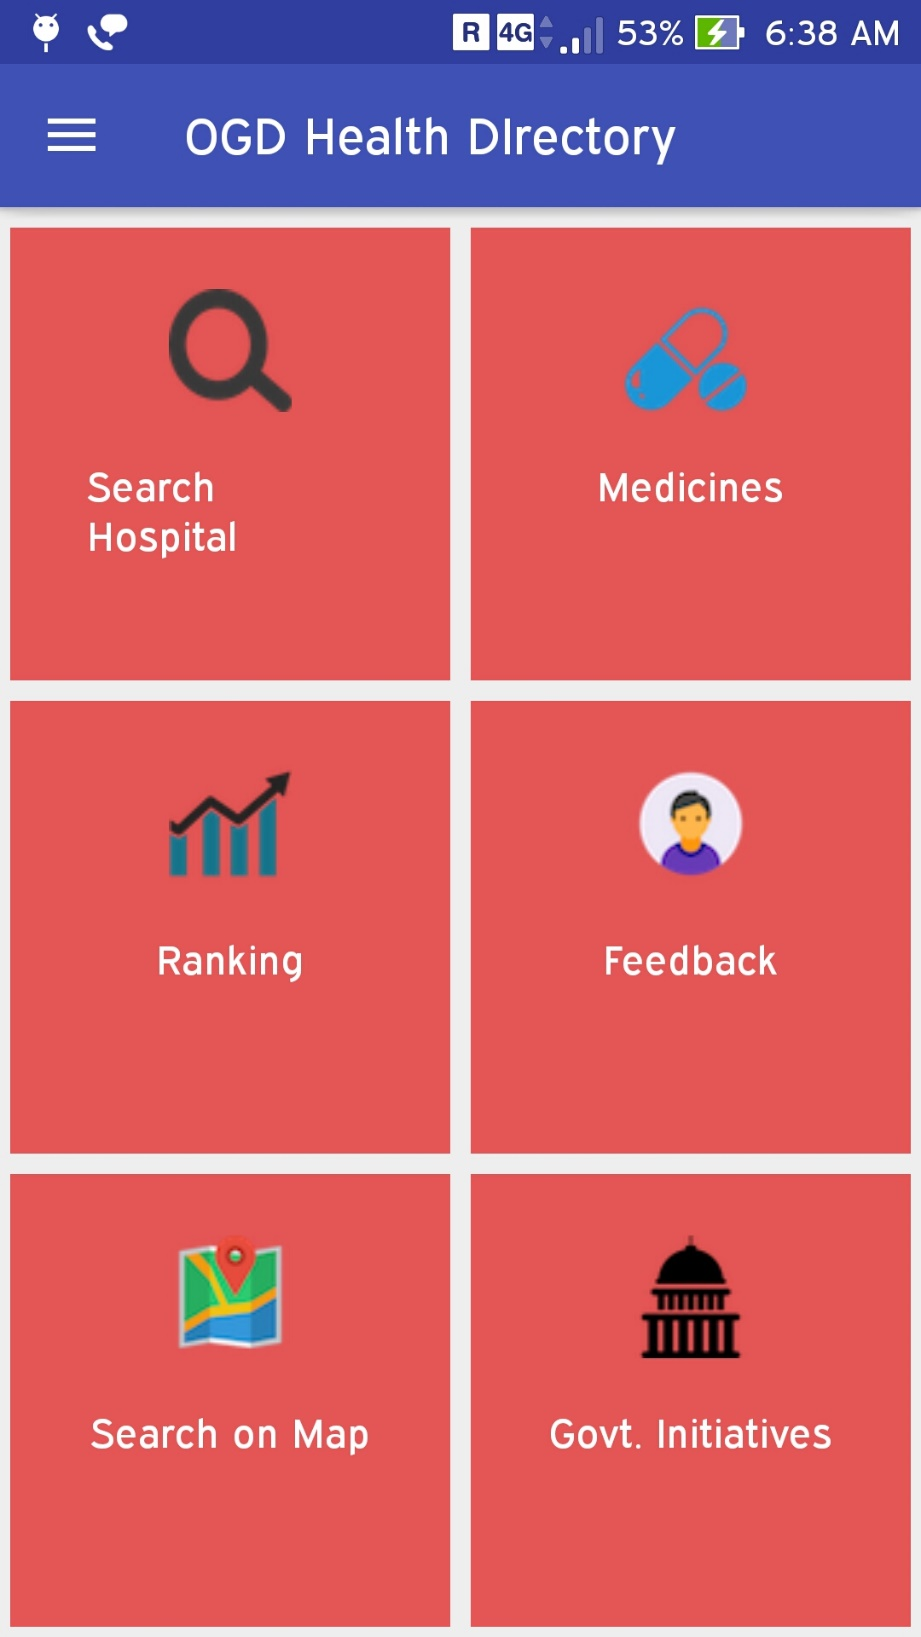 R 4G 53% 6:38 AM
OGD Health DIrectory
Search
Hospital
Medicines
Ranking
Feedback
Search on Map
Govt. Initiatives